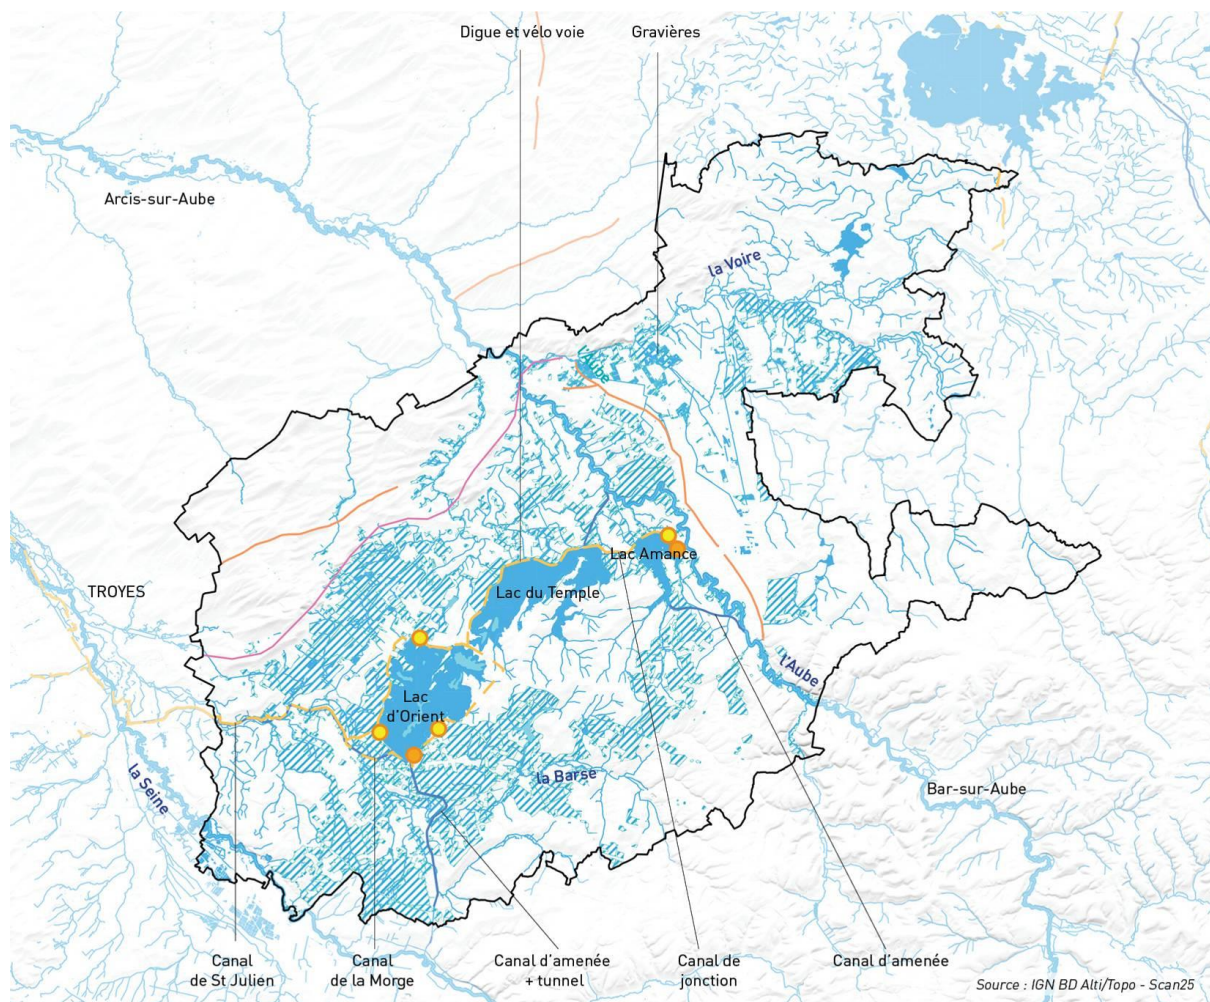 Digue et vélo voie
Gravières
Arcis-sur-Aube
la Voire
Lac Amance
TROYES
Lac du Temple
Lac
d'Orient
l'Aube
la Seine
la Barse
Bar-sur-Aube
Canal
de St Julien
Canal
de la Morge
Canal d'amenée
+ tunnel
Canal de
jonction
Canal d'amenée
Source : IGN BD Alti/Topo - Scan25